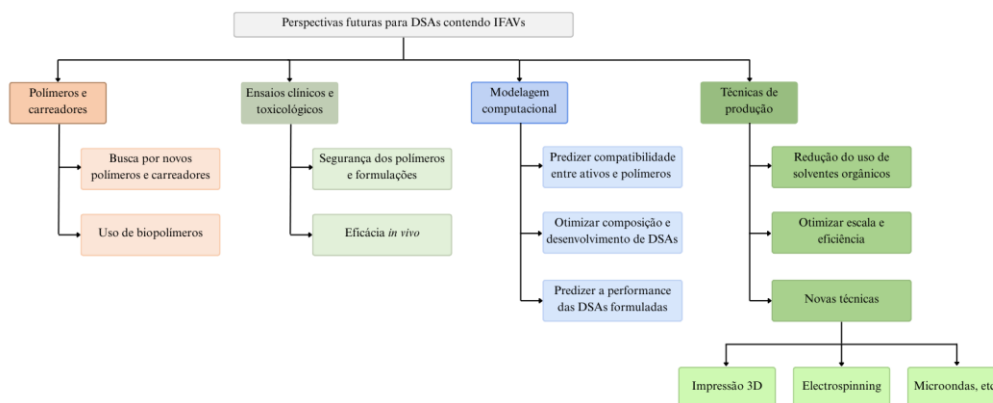 Perspectivas futuras para DSAs contendo IFAVs
Polímeros e
carreadores
Ensaios clínicos e
toxicológicos
Modelagem
computacional
Técnicas de
produção
Busca por novos
polímeros e carreadores
Segurança dos polímeros
e formulações
Predizer compatibilidade
entre ativos e polímeros
Redução do uso de
solventes orgânicos
Uso de biopolímeros
Eficácia in vivo
Otimizar composição e
desenvolvimento de DSAs
Otimizar escala e
eficiência
Predizer a performance
das DSAs formuladas
Novas técnicas
Impressão 3D
Electrospinning
Microondas, etc